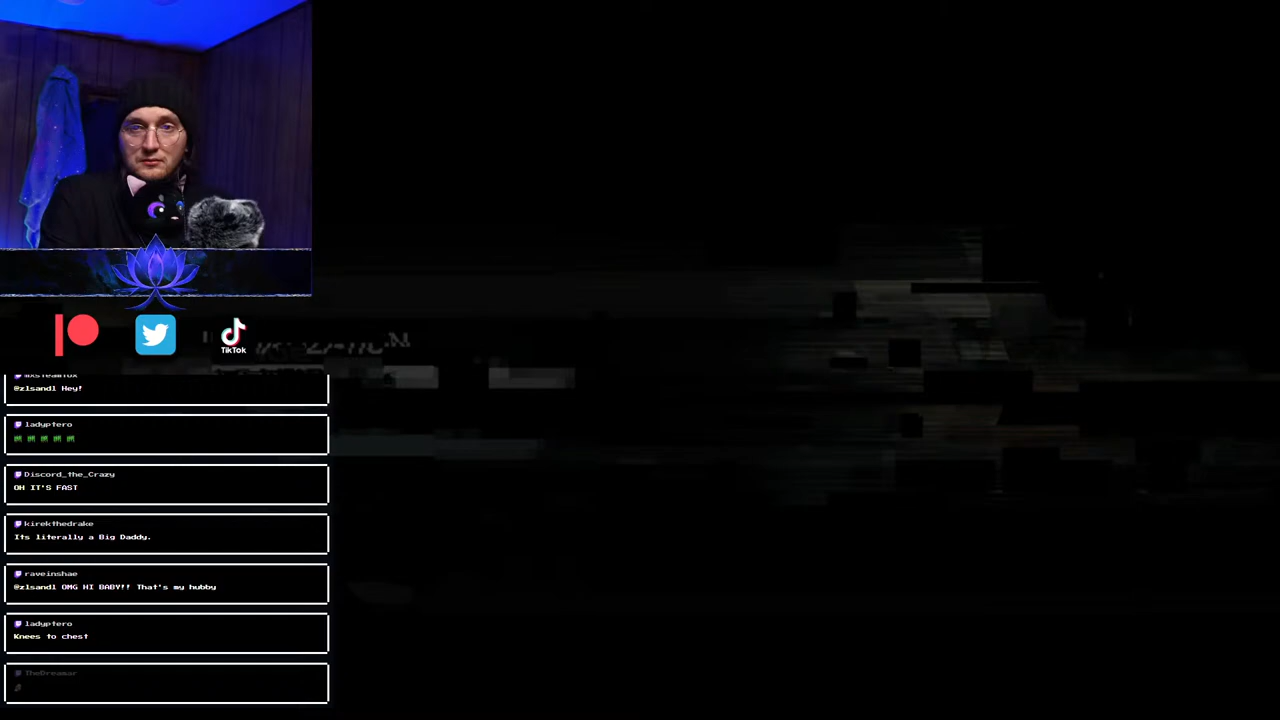 TikTok
@zlsandl Hey!
ladyptero
Discord_the_Crazy
OH IT'S FAST
kirekthedrake
Its literally a Big Daddy.
raveinshae
@zlsandl OMG HI BABY!! That's my hubby
ladyptero
Knees to chest
TheDreamar